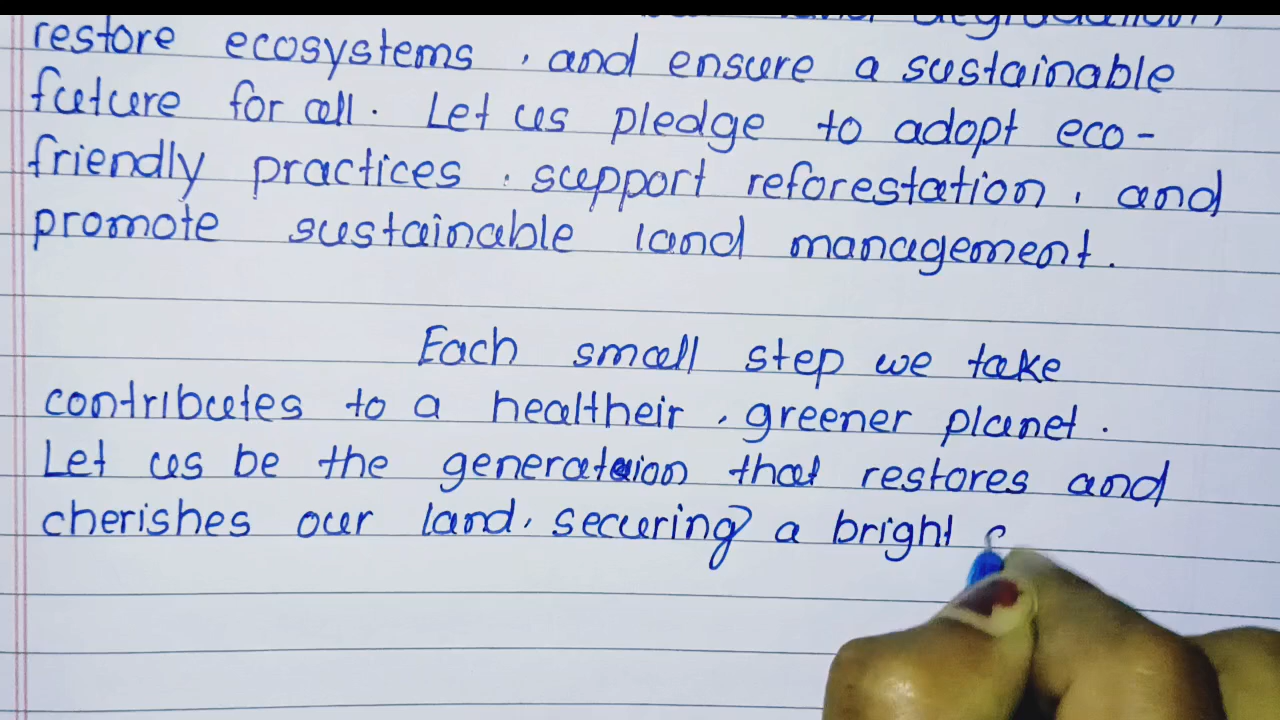 degradation,
restore ecosystems, and ensure a sustainable
future for all. Let us pledge to adopt eco-
friendly practices, support reforestation, and
promote sustainable land management.
Each small step we take
contributes to a healtheir, greener planet.
Let us be the generataion that restores and
cherishes our land, securing a bright